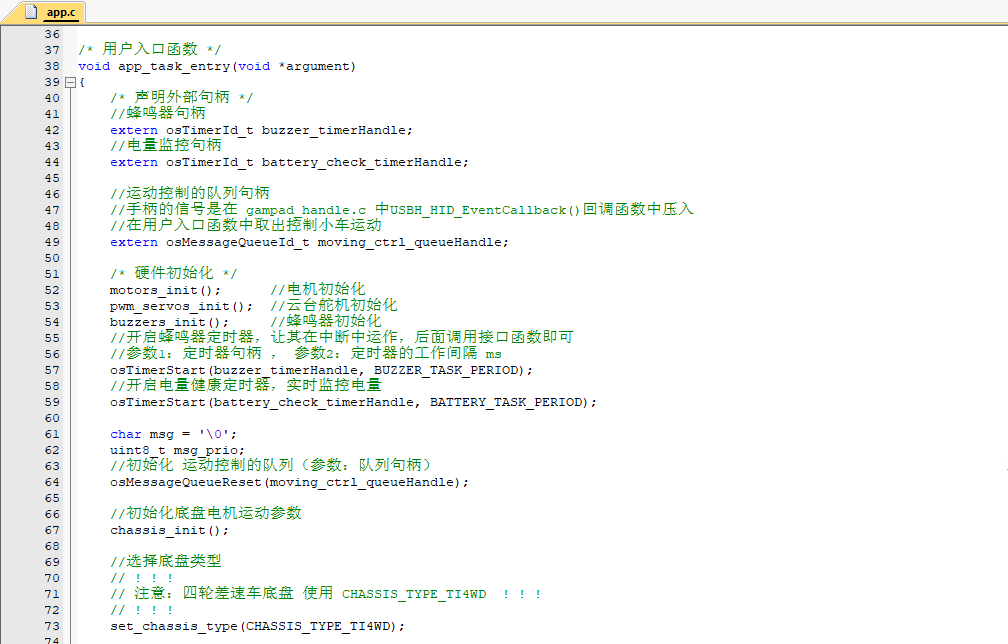 app.c
36
37 /* 用户入口函数 */
38 void app_task_entry(void *argument)
39 {
40 /* 声明外部句柄 */
41 //蜂鸣器句柄
42 extern osTimerId_t buzzer_timerHandle;
43 //电量监控句柄
44 extern osTimerId_t battery_check_timerHandle;
45
46 //运动控制的队列句柄
47 //手柄的信号是在 gampad_handle.c 中USBH_HID_EventCallback()回调函数中压入
48 //在用户入口函数中取出控制小车运动
49 extern osMessageQueueId_t moving_ctrl_queueHandle;
50
51 /* 硬件初始化 */
52 motors_init(); //电机初始化
53 pwm_servos_init(); //云台舵机初始化
54 buzzers_init(); //蜂鸣器初始化
55 //开启蜂鸣器定时器，让其在中断中运作，后面调用接口函数即可
56 //参数1：定时器句柄 ， 参数2：定时器的工作间隔 ms
57 osTimerStart(buzzer_timerHandle, BUZZER_TASK_PERIOD);
58 //开启电量健康定时器，实时监控电量
59 osTimerStart(battery_check_timerHandle, BATTERY_TASK_PERIOD);
60
61 char msg = '\0';
62 uint8_t msg_prio;
63 //初始化 运动控制的队列（参数：队列句柄）
64 osMessageQueueReset(moving_ctrl_queueHandle);
65
66 //初始化底盘电机运动参数
67 chassis_init();
68
69 //选择底盘类型
70 // ！！！
71 // 注意：四轮差速车底盘 使用 CHASSIS_TYPE_TI4WD ！！！
72 // ！！！
73 set_chassis_type(CHASSIS_TYPE_TI4WD);
74